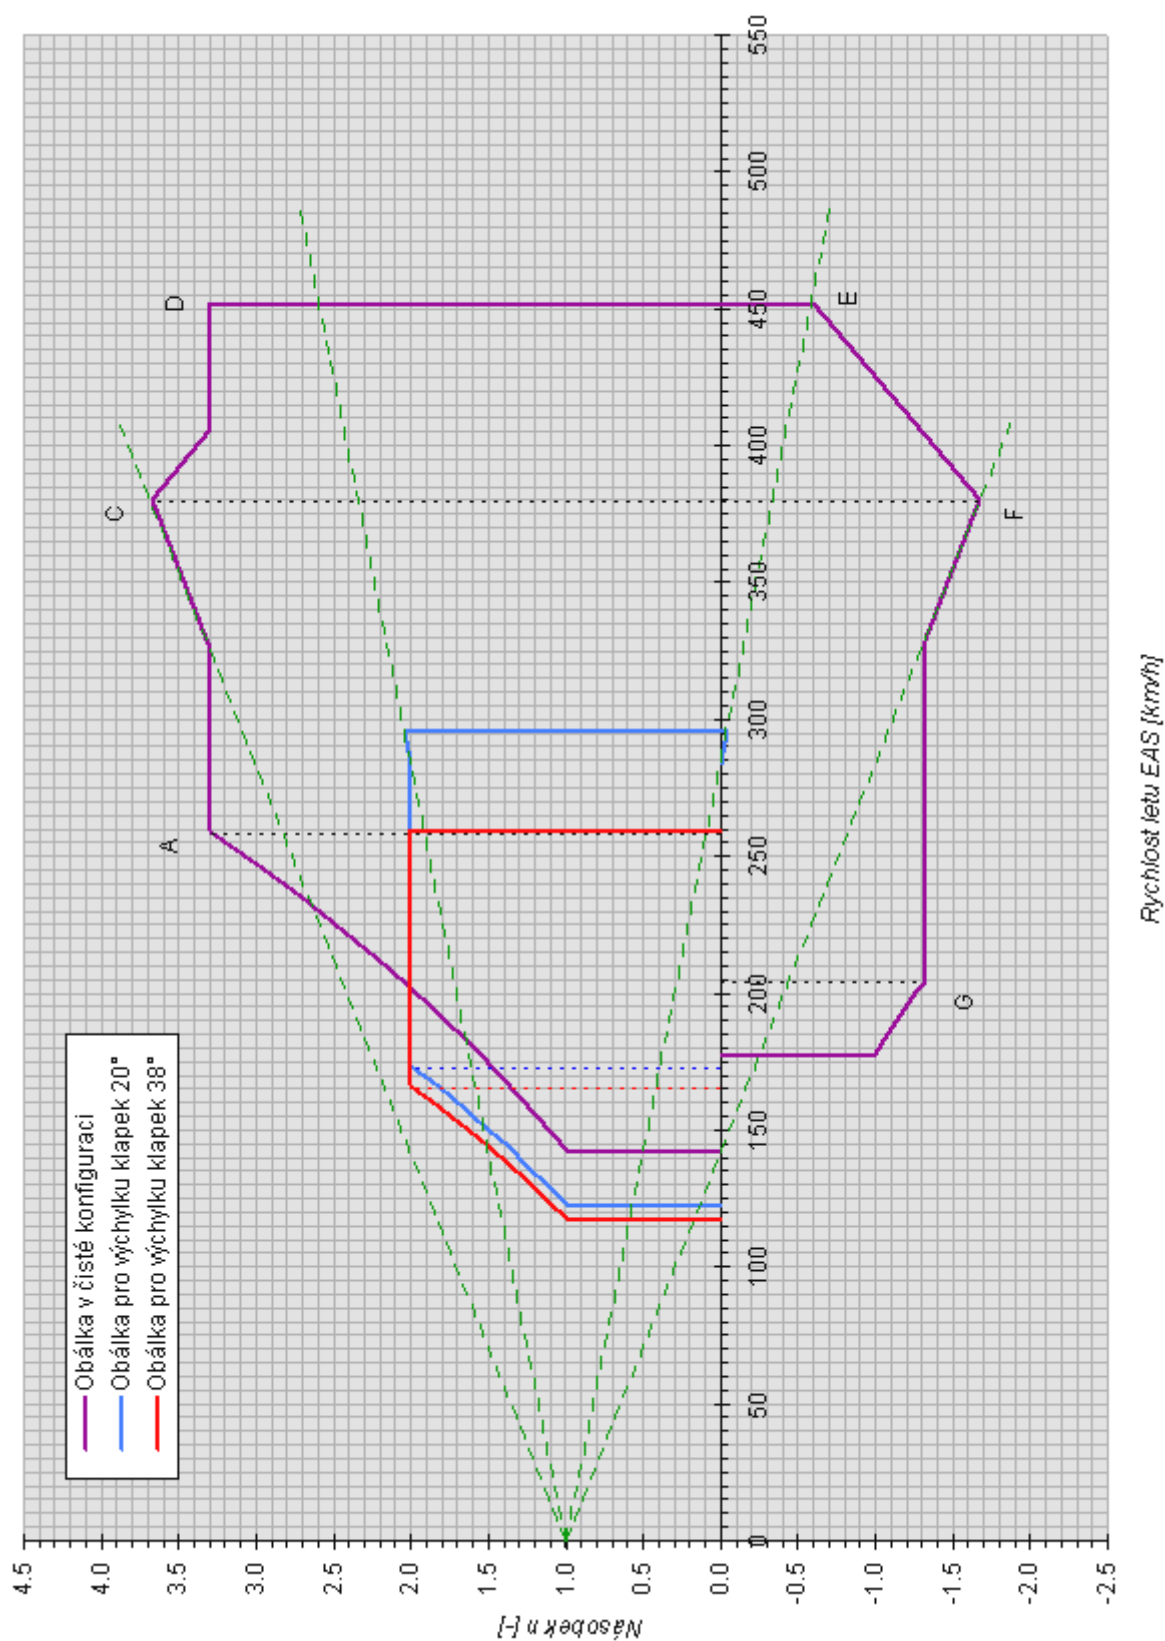 Obálka v čisté konfiguraci
Obálka pro výchylku klapek 20°
Obálka pro výchylku klapek 38°
Násobek n [-]
4.5
4.0
3.5
3.0
2.5
2.0
1.5
1.0
0.5
0.0
-0.5
-1.0
-1.5
-2.0
-2.5
0
50
100
150
200
250
300
350
400
450
500
550
A
C
D
E
F
G
Rychlost letu EAS [km/h]